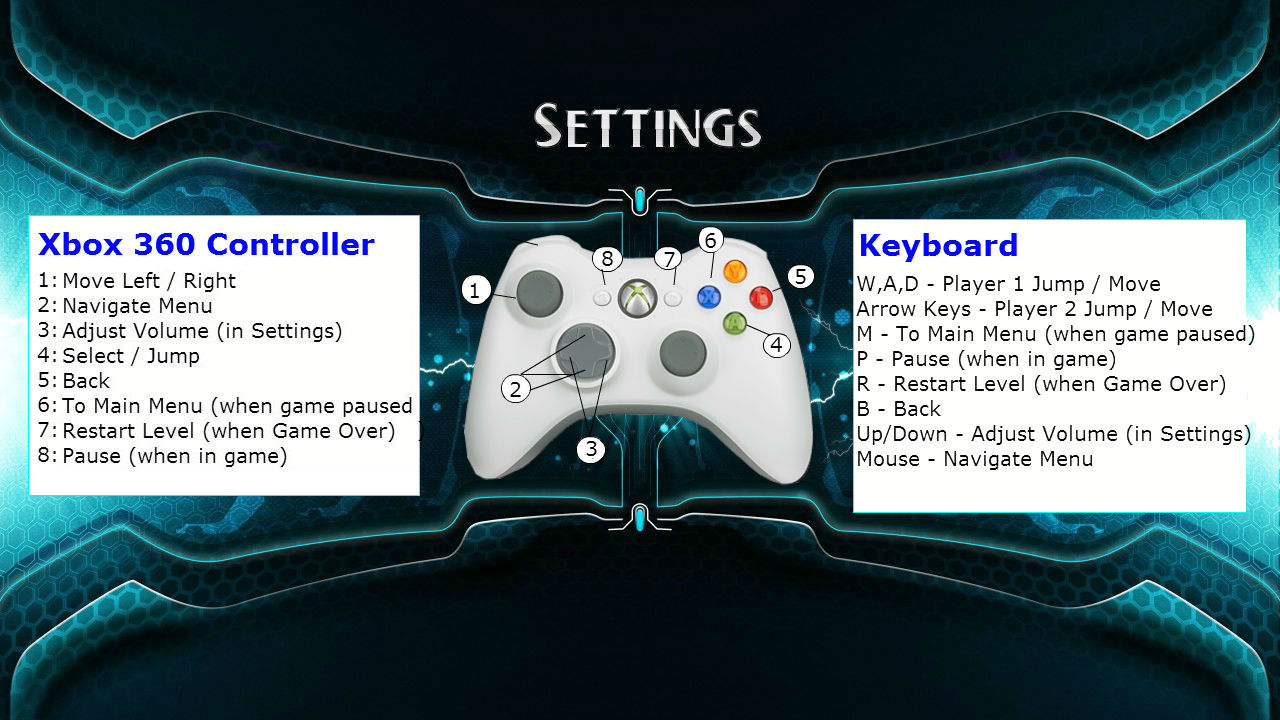 SETTINGS
Xbox 360 Controller
1: Move Left / Right
2: Navigate Menu
3: Adjust Volume (in Settings)
4: Select / Jump
5: Back
6: To Main Menu (when game paused
7: Restart Level (when Game Over) )
8: Pause (when in game)
1
2
3
4
5
6
7
8
Y
X
B
A
Keyboard
W,A,D - Player 1 Jump / Move
Arrow Keys - Player 2 Jump / Move
M - To Main Menu (when game paused)
P - Pause (when in game)
R - Restart Level (when Game Over)
B - Back
Up/Down - Adjust Volume (in Settings)
Mouse - Navigate Menu